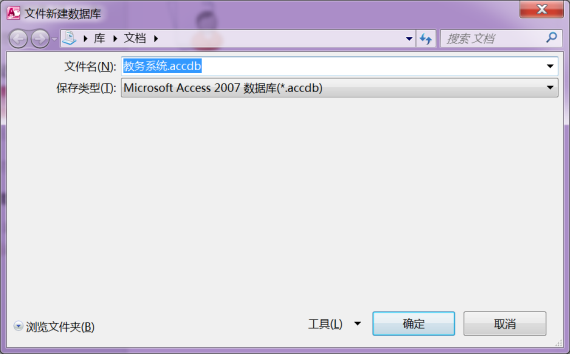 文件新建数据库
库 文档 搜索 文档
文件名(N): 教务系统.accdb
保存类型(T): Microsoft Access 2007 数据库(*.accdb)
浏览文件夹(B) 工具(L) 确定 取消